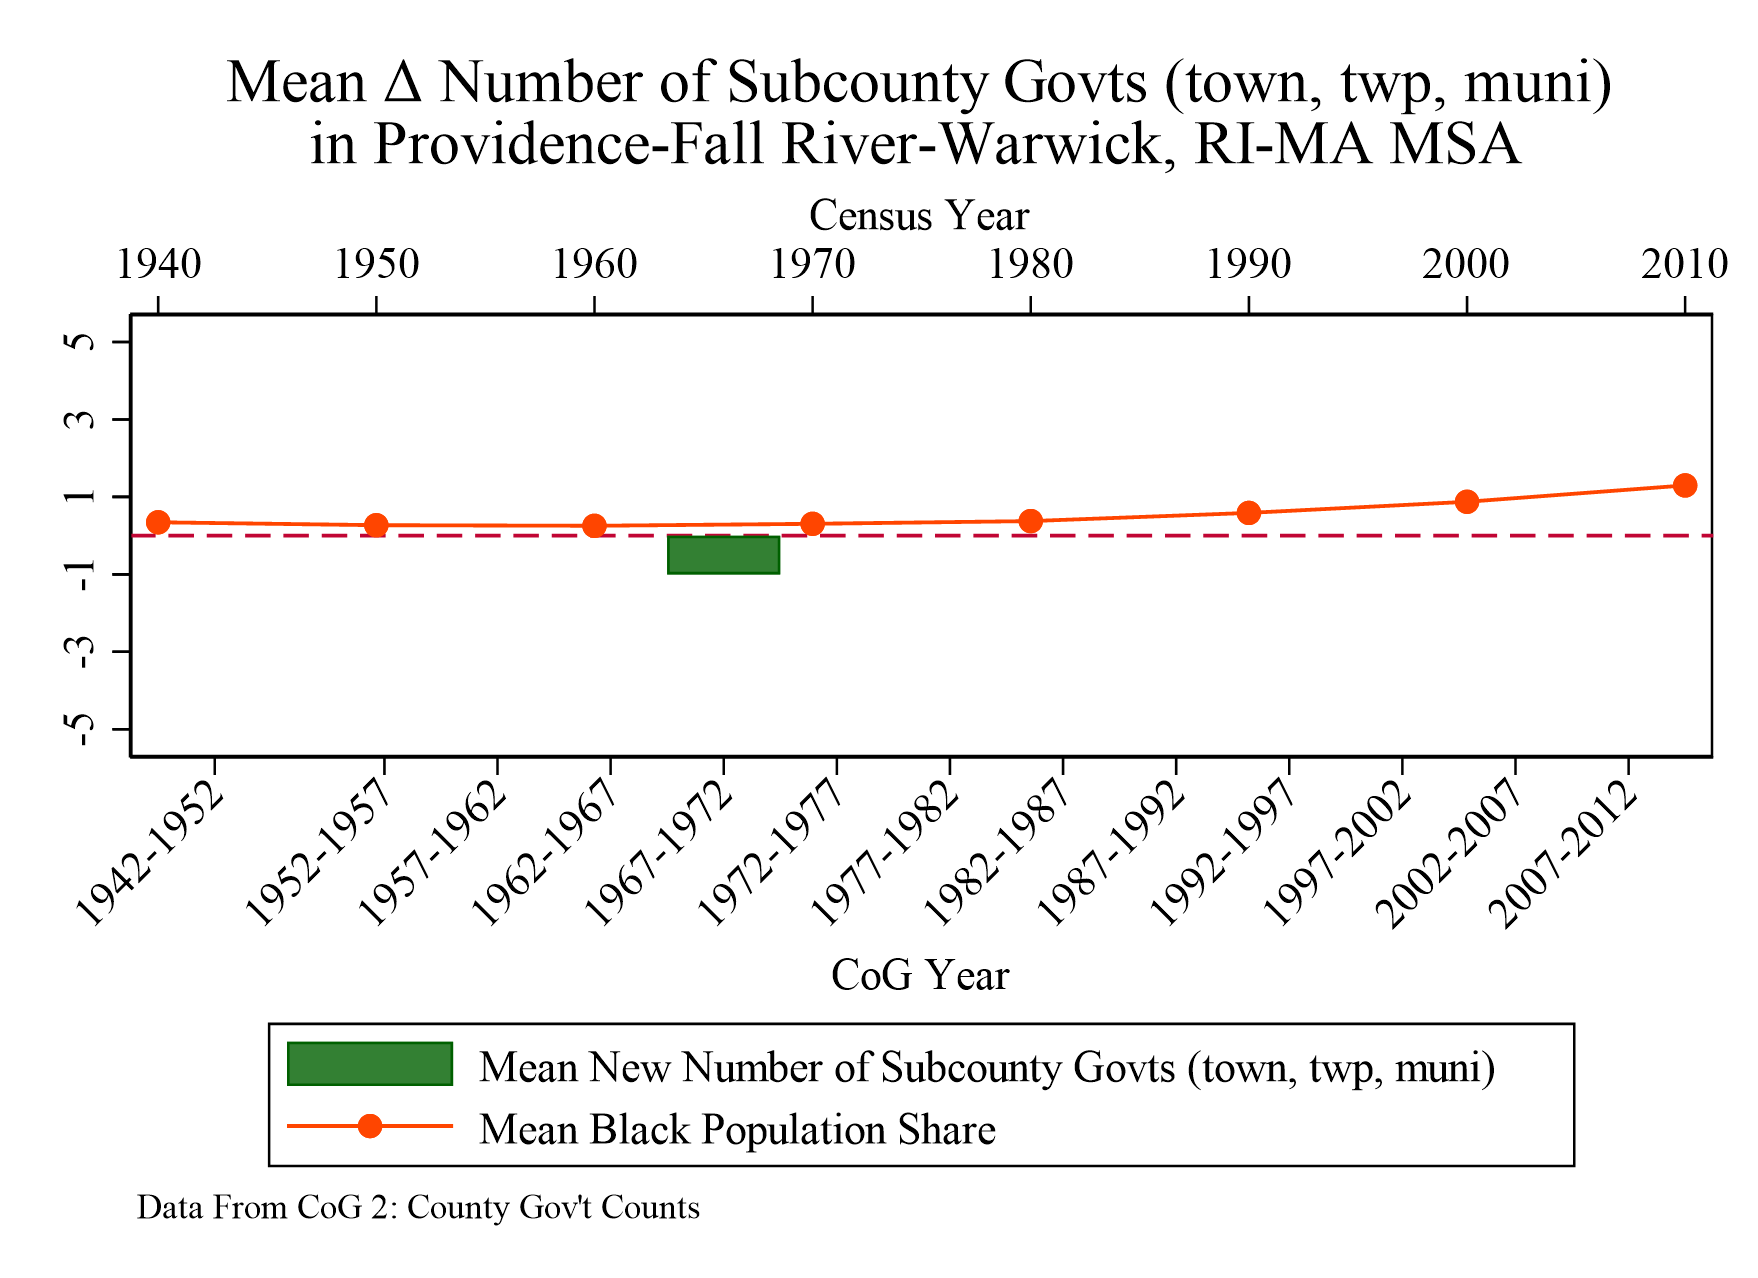 Mean Δ Number of Subcounty Govts (town, twp, muni)
in Providence-Fall River-Warwick, RI-MA MSA
Census Year
1940 1950 1960 1970 1980 1990 2000 2010
5
3
1
-1
-3
-5
1942-1952 1952-1957 1957-1962 1962-1967 1967-1972 1972-1977 1977-1982 1982-1987 1987-1992 1992-1997 1997-2002 2002-2007 2007-2012
CoG Year
Mean New Number of Subcounty Govts (town, twp, muni)
Mean Black Population Share
Data From CoG 2: County Gov't Counts